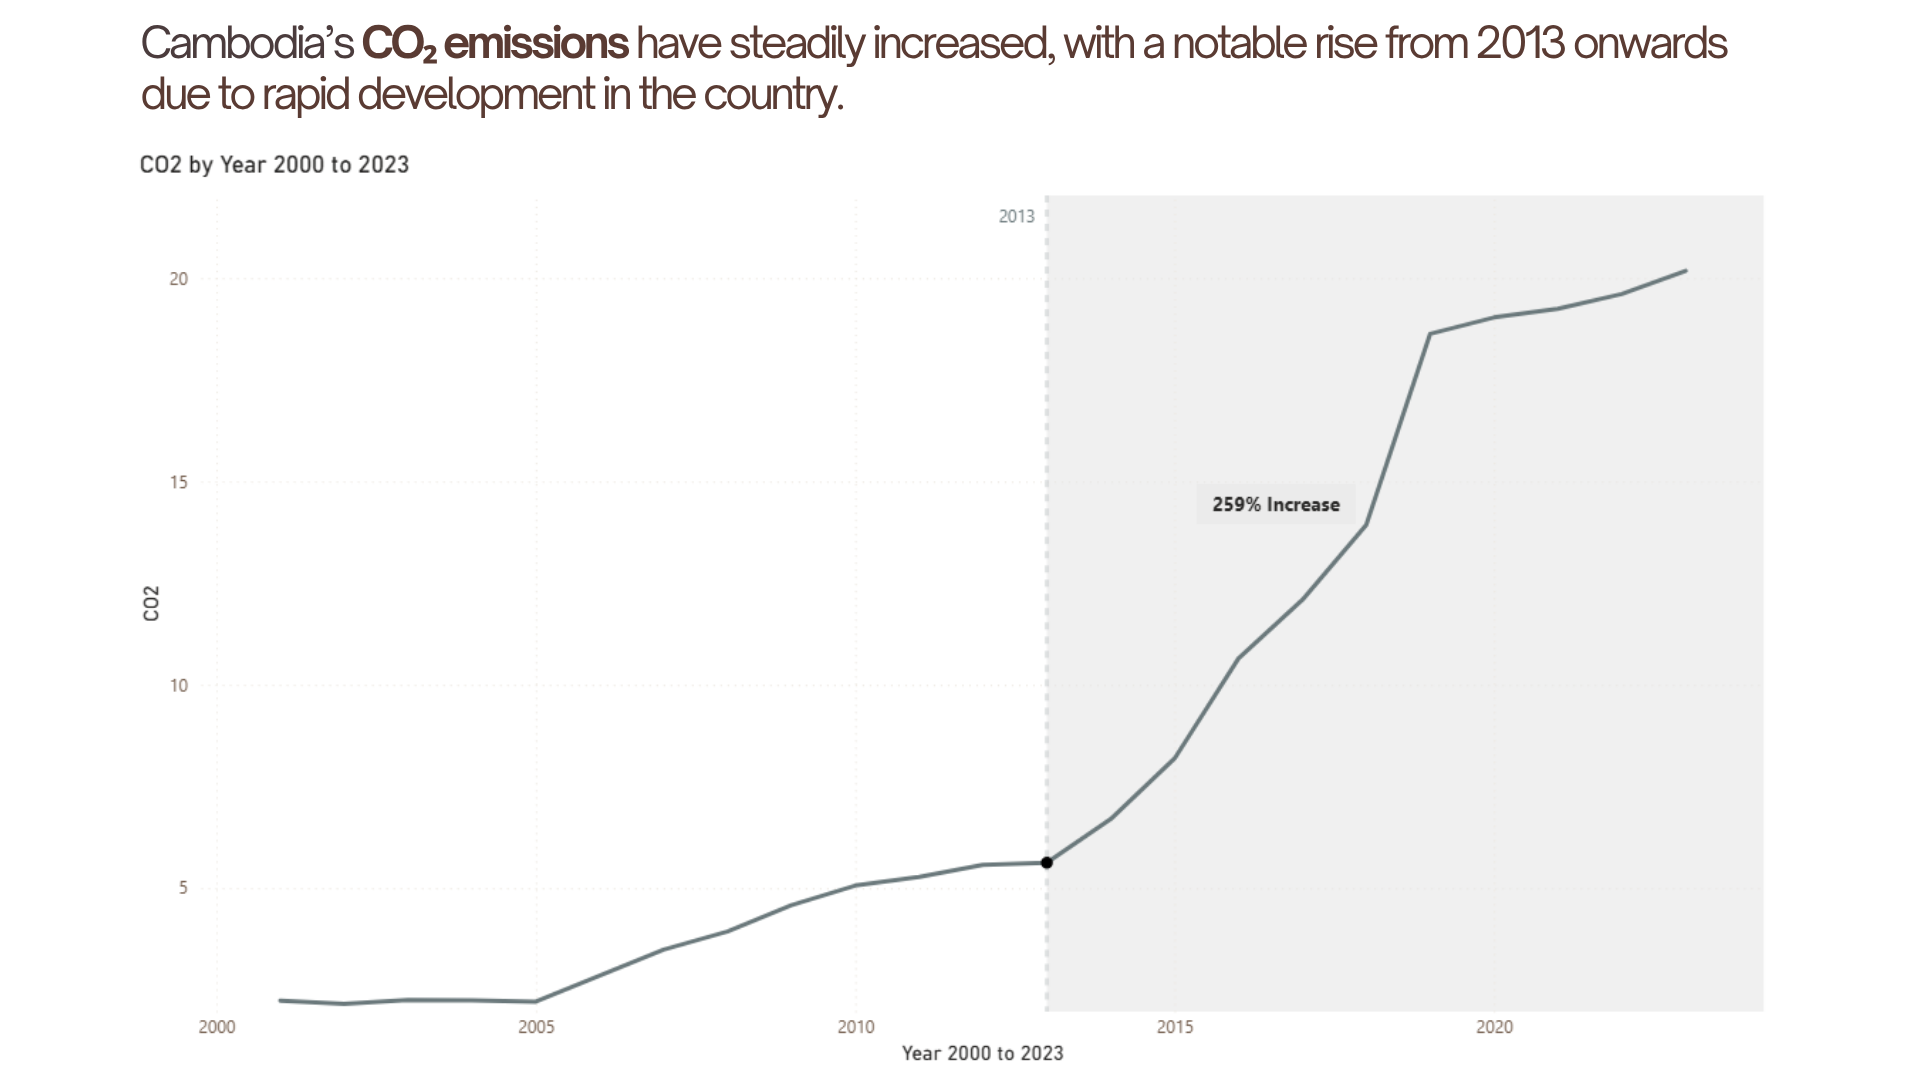 Cambodia’s CO₂ emissions have steadily increased, with a notable rise from 2013 onwards
due to rapid development in the country.
CO2 by Year 2000 to 2023
2013
20
15
259% Increase
10
CO2
5
2000 2005 2010 2015 2020
Year 2000 to 2023